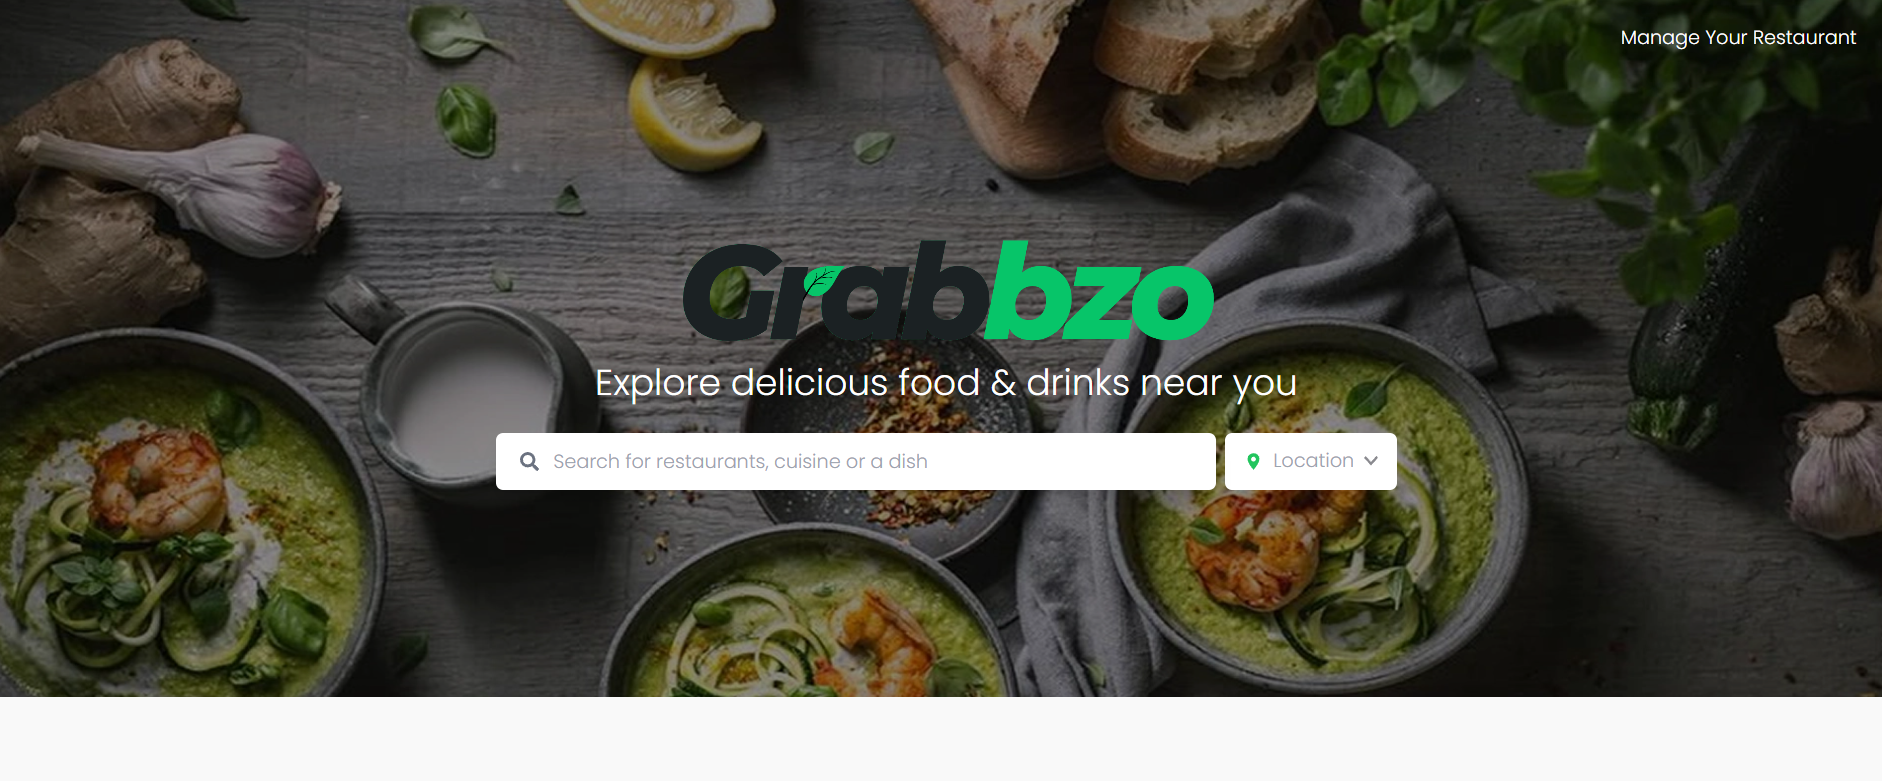 Manage Your Restaurant
Grabbzo
Explore delicious food & drinks near you
Search for restaurants, cuisine or a dish
Location